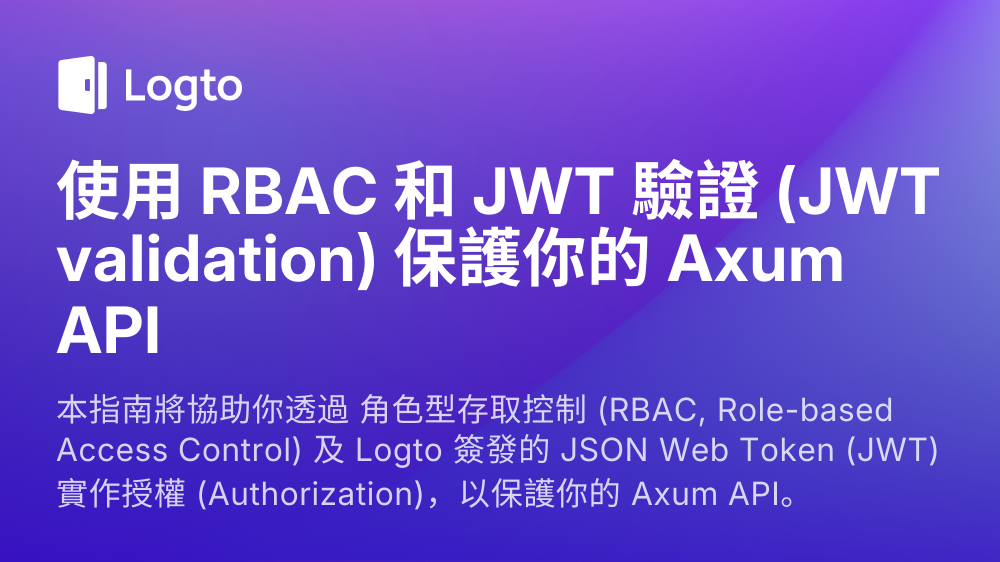 Logto
使用 RBAC 和 JWT 驗證 (JWT
validation) 保護你的 Axum
API
本指南將協助你透過 角色型存取控制 (RBAC, Role-based
Access Control) 及 Logto 簽發的 JSON Web Token (JWT)
實作授權 (Authorization)，以保護你的 Axum API。